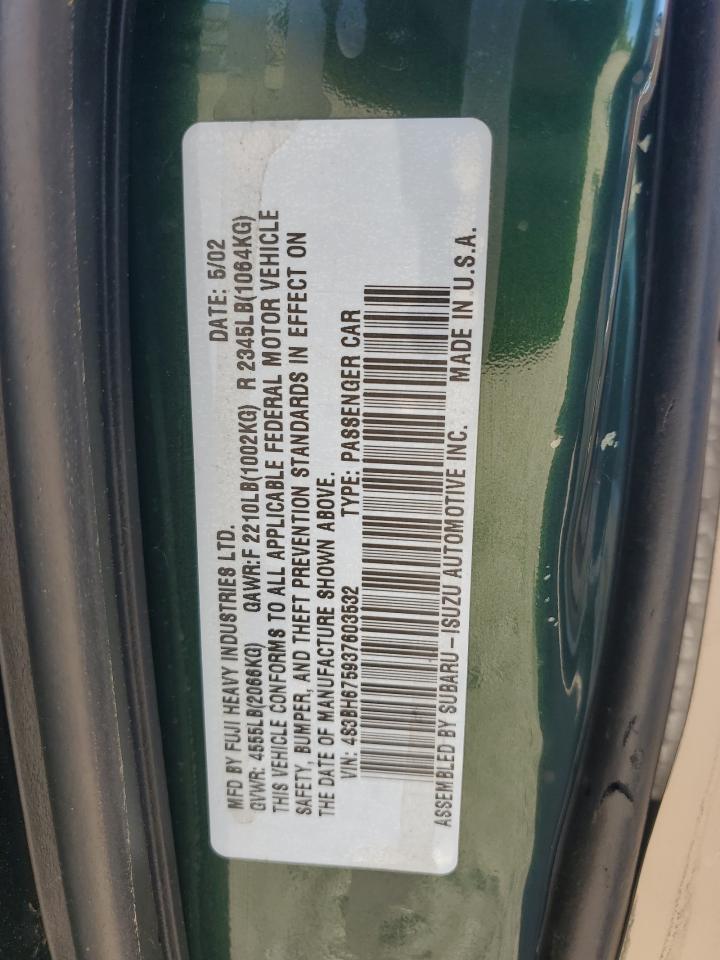 MFD BY FUJI HEAVY INDUSTRIES LTD. DATE: 5/02
GVWR: 4555LB(2066KG) GAWR:F 2210LB(1002KG) R 2345LB(1064KG)
THIS VEHICLE CONFORMS TO ALL APPLICABLE FEDERAL MOTOR VEHICLE
SAFETY, BUMPER, AND THEFT PREVENTION STANDARDS IN EFFECT ON
THE DATE OF MANUFACTURE SHOWN ABOVE.
VIN: 4S3BH675937603532 TYPE: PASSENGER CAR
ASSEMBLED BY SUBARU-ISUZU AUTOMOTIVE INC. MADE IN U.S.A.